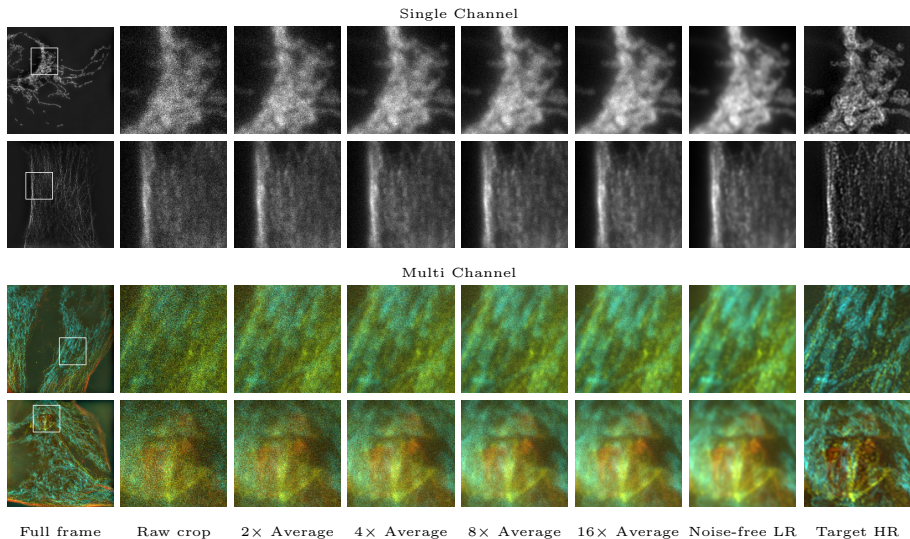 Single Channel
Multi Channel
Full frame Raw crop 2× Average 4× Average 8× Average 16× Average Noise-free LR Target HR